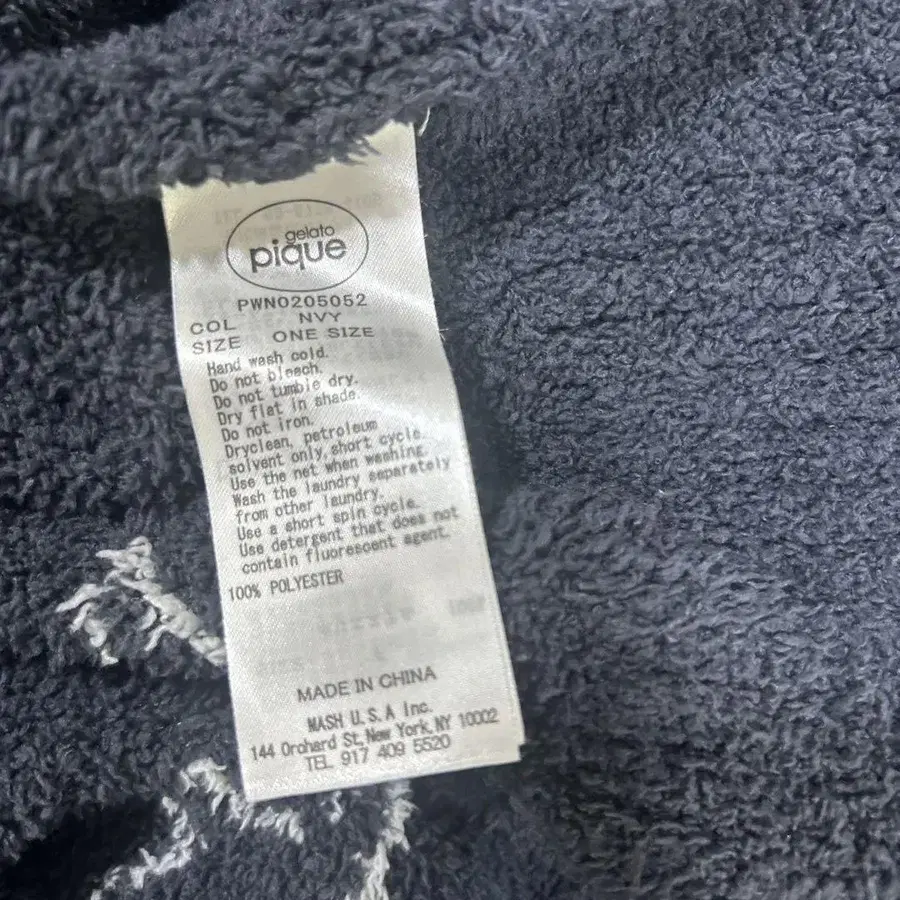 gelato
pique
PWNO205052
COL NVY
SIZE ONE SIZE
Hand wash cold.
Do not bleach.
Do not tumble dry.
Dry flat in shade.
Do not iron.
Dryclean, petroleum
solvent only, short cycle.
Use the net when washing.
Wash the laundry separately
from other laundry.
Use a short spin cycle.
Use detergent that does not
contain fluorescent agent.
100% POLYESTER
MADE IN CHINA
MASH U.S.A Inc.
144 Orchard St, New York, NY 10002
TEL 917 409 5520